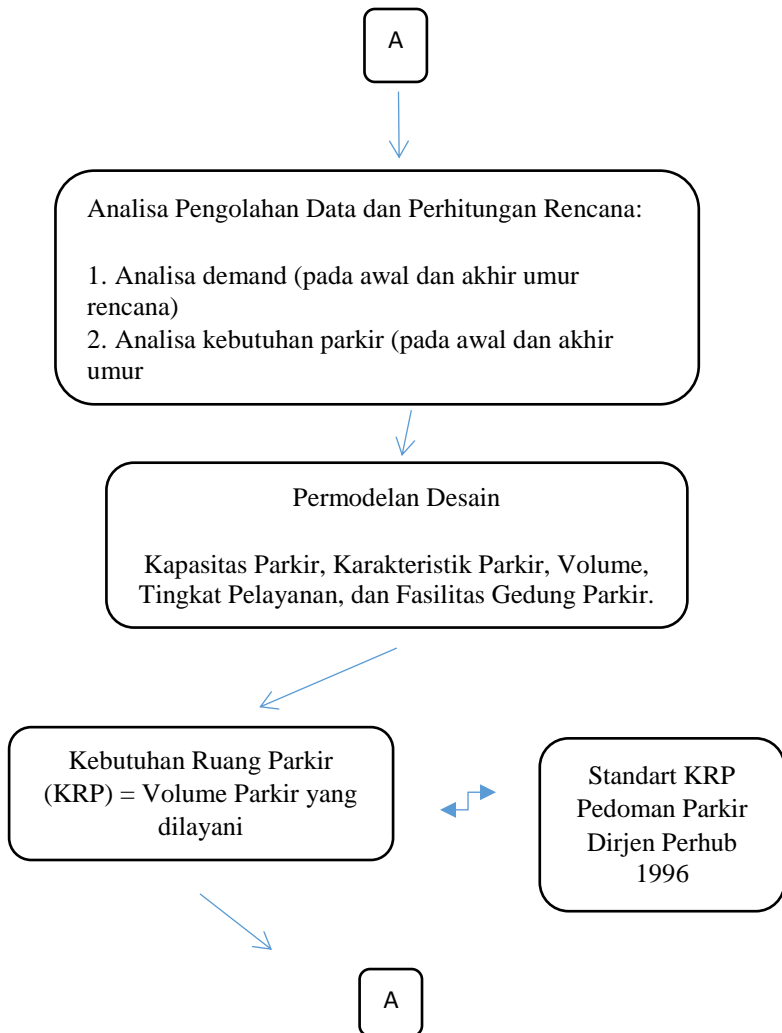 A
Analisa Pengolahan Data dan Perhitungan Rencana:
1. Analisa demand (pada awal dan akhir umur
rencana)
2. Analisa kebutuhan parkir (pada awal dan akhir
umur
Permodelan Desain
Kapasitas Parkir, Karakteristik Parkir, Volume,
Tingkat Pelayanan, dan Fasilitas Gedung Parkir.
Kebutuhan Ruang Parkir
(KRP) = Volume Parkir yang
dilayani
Standart KRP
Pedoman Parkir
Dirjen Perhub
1996
A